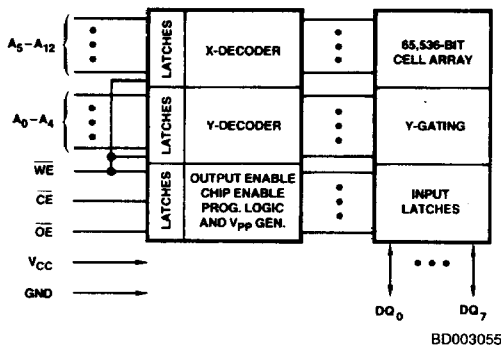 A5–A12
LATCHES
X-DECODER
65,536-BIT
CELL ARRAY
A0–A4
LATCHES
Y-DECODER
Y-GATING
WE
CE
OE
LATCHES
OUTPUT ENABLE
CHIP ENABLE
PROG. LOGIC
AND VPP GEN.
INPUT
LATCHES
VCC
GND
DQ0
DQ7
BD003055